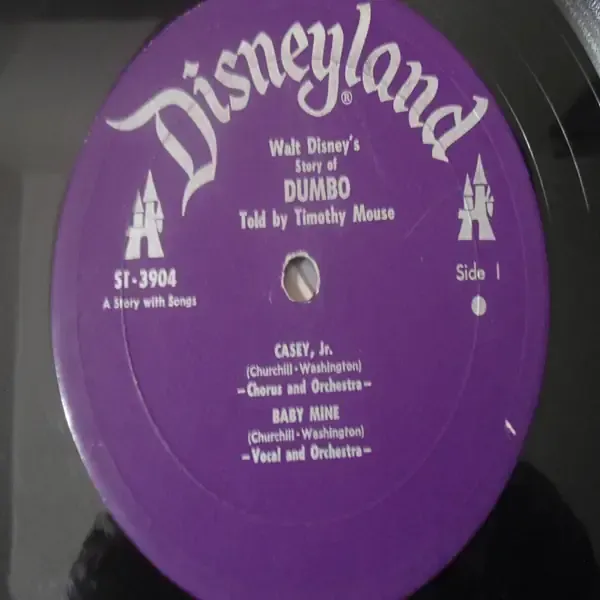 Disneyland®
Walt Disney's
Story of
DUMBO
Told by Timothy Mouse
ST-3904
A Story with Songs
Side 1
CASEY, Jr.
(Churchill-Washington)
-Chorus and Orchestra-
BABY MINE
(Churchill-Washington)
-Vocal and Orchestra-